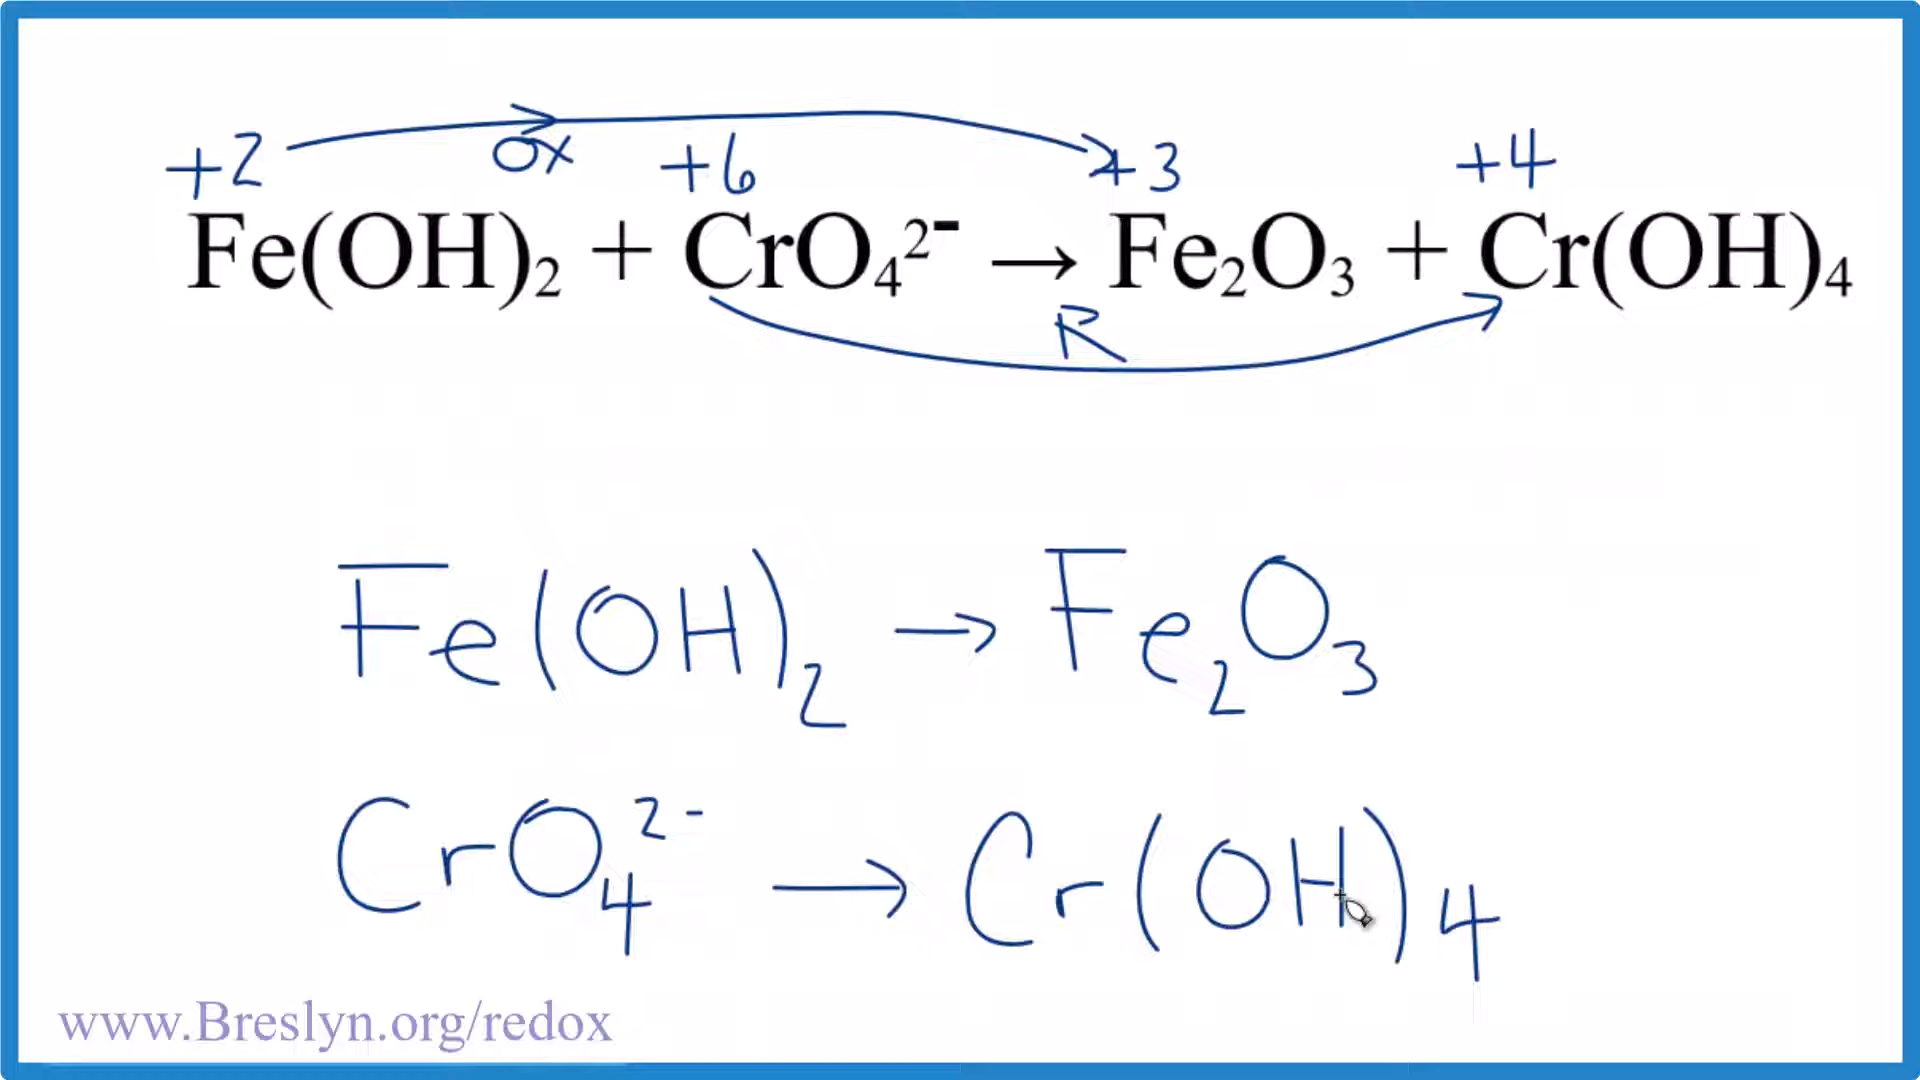 +2 ox +6 +3 +4
Fe(OH)₂ + CrO₄²⁻ → Fe₂O₃ + Cr(OH)₄
R
Fe(OH)₂ → Fe₂O₃
CrO₄²⁻ → Cr(OH)₄
www.Breslyn.org/redox